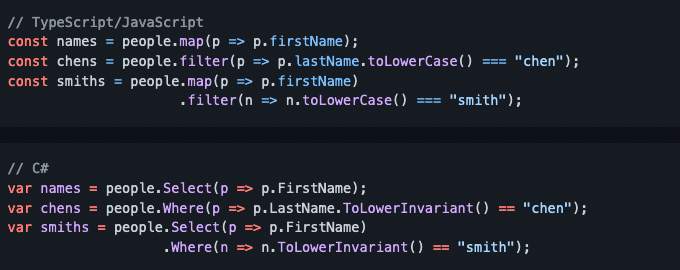 // TypeScript/JavaScript
const names = people.map(p => p.firstName);
const chens = people.filter(p => p.lastName.toLowerCase() === "chen");
const smiths = people.map(p => p.firstName)
                     .filter(n => n.toLowerCase() === "smith");
// C#
var names = people.Select(p => p.FirstName);
var chens = people.Where(p => p.LastName.ToLowerInvariant() == "chen");
var smiths = people.Select(p => p.FirstName)
                   .Where(n => n.ToLowerInvariant() == "smith");